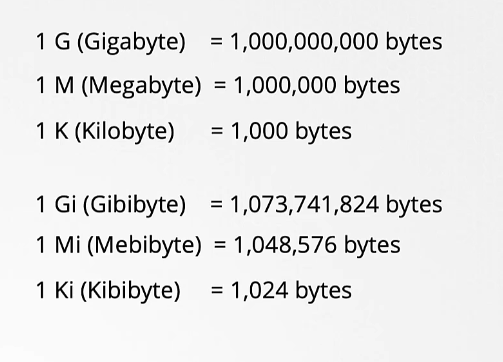 1 G (Gigabyte) = 1,000,000,000 bytes
1 M (Megabyte) = 1,000,000 bytes
1 K (Kilobyte) = 1,000 bytes
1 Gi (Gibibyte) = 1,073,741,824 bytes
1 Mi (Mebibyte) = 1,048,576 bytes
1 Ki (Kibibyte) = 1,024 bytes